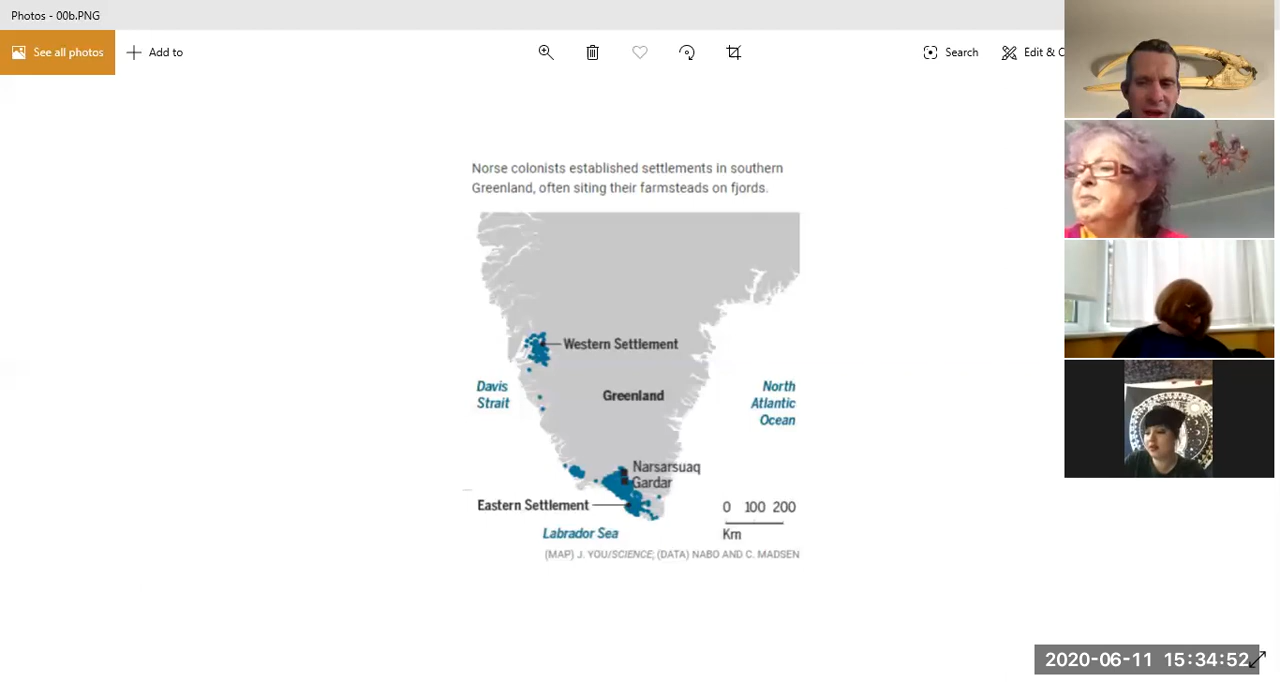 Photos - 00b.PNG
See all photos
Add to
Search
Edit & C
Norse colonists established settlements in southern
Greenland, often siting their farmsteads on fjords.
Western Settlement
Davis
Strait
Greenland
North
Atlantic
Ocean
Narsarsuaq
Gardar
Eastern Settlement
0 100 200
Km
Labrador Sea
(MAP) J. YOU/SCIENCE; (DATA) NABO AND C. MADSEN
2020-06-11 15:34:52